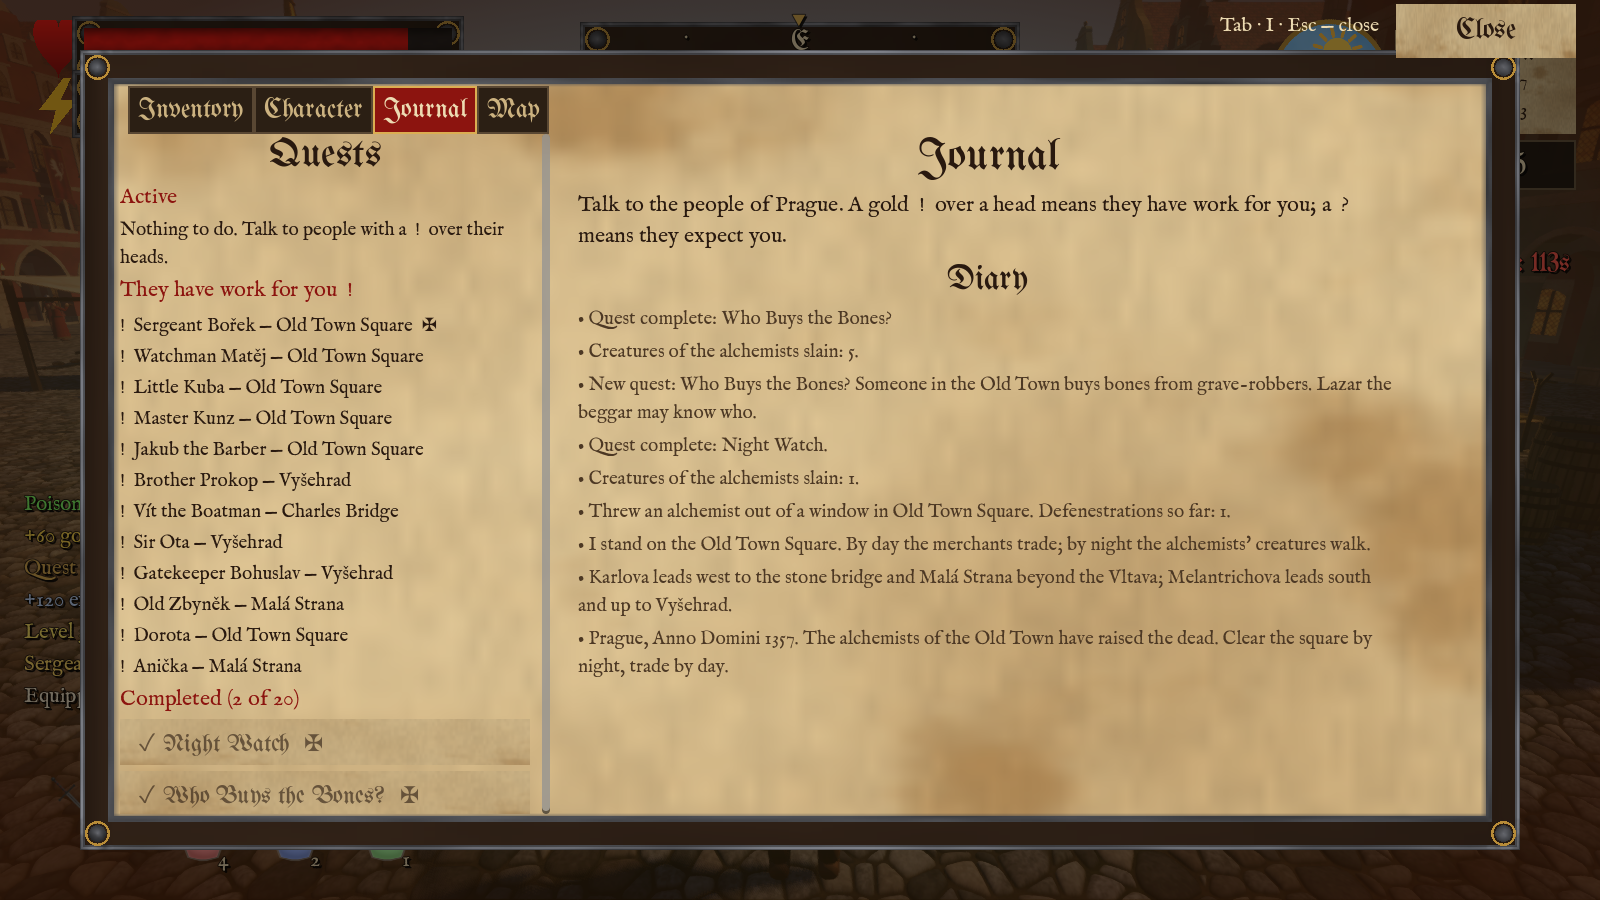 Tab · I · Esc – close
Close
E
Inventory
Character
Journal
Map
Quests
Active
Nothing to do. Talk to people with a ! over their
heads.
They have work for you !
! Sergeant Bořek – Old Town Square ✠
! Watchman Matěj – Old Town Square
! Little Kuba – Old Town Square
! Master Kunz – Old Town Square
! Jakub the Barber – Old Town Square
! Brother Prokop – Vyšehrad
! Vít the Boatman – Charles Bridge
! Sir Ota – Vyšehrad
! Gatekeeper Bohuslav – Vyšehrad
! Old Zbyněk – Malá Strana
! Dorota – Old Town Square
! Anička – Malá Strana
Completed (2 of 20)
✓ Night Watch ✠
✓ Who Buys the Bones? ✠
Journal
Talk to the people of Prague. A gold ! over a head means they have work for you; a ?
means they expect you.
Diary
• Quest complete: Who Buys the Bones?
• Creatures of the alchemists slain: 5.
• New quest: Who Buys the Bones? Someone in the Old Town buys bones from grave-robbers. Lazar the
beggar may know who.
• Quest complete: Night Watch.
• Creatures of the alchemists slain: 1.
• Threw an alchemist out of a window in Old Town Square. Defenestrations so far: 1.
• I stand on the Old Town Square. By day the merchants trade; by night the alchemists' creatures walk.
• Karlova leads west to the stone bridge and Malá Strana beyond the Vltava; Melantrichova leads south
and up to Vyšehrad.
• Prague, Anno Domini 1357. The alchemists of the Old Town have raised the dead. Clear the square by
night, trade by day.
Poison
+60 go
Quest
+120 e
Level
Sergea
Equipp
7
3
: 113s
4
2
1